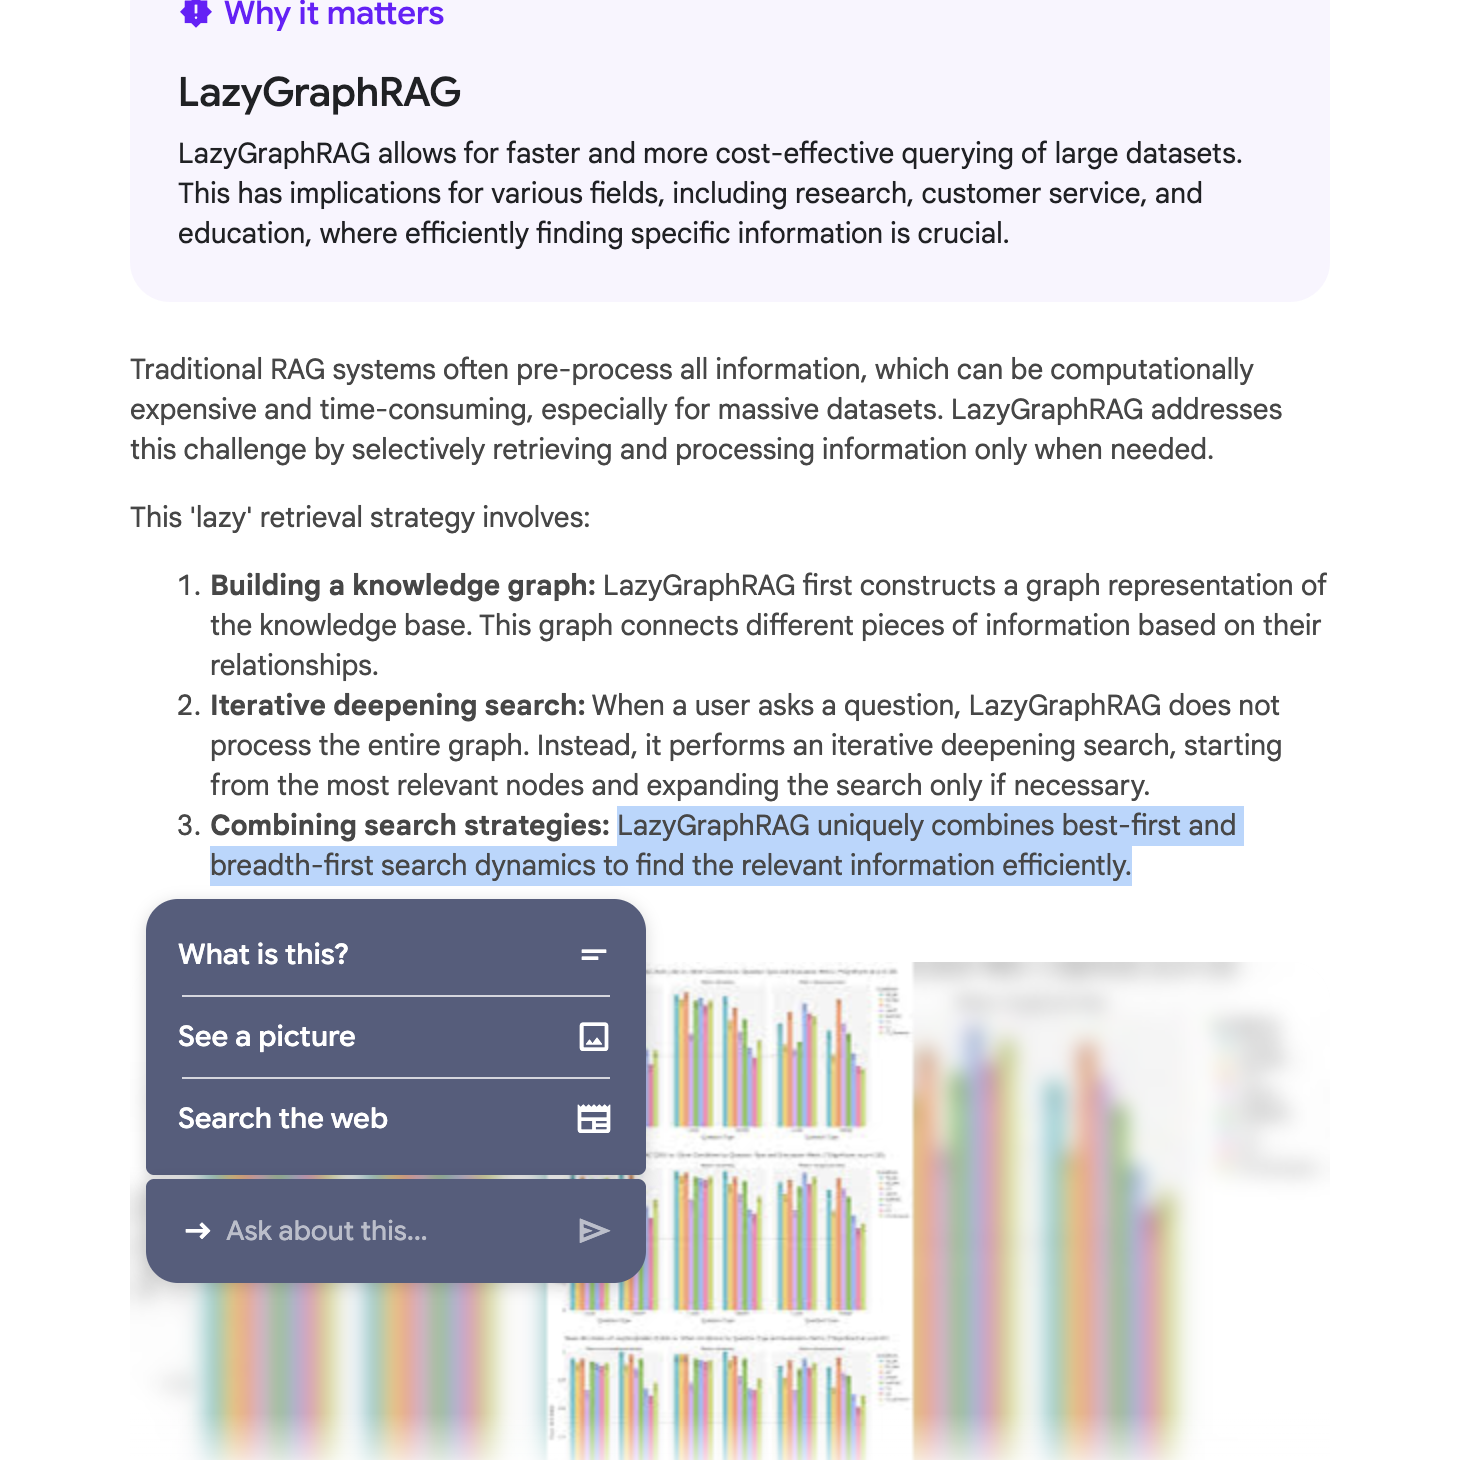 Why it matters
LazyGraphRAG
LazyGraphRAG allows for faster and more cost-effective querying of large datasets.
This has implications for various fields, including research, customer service, and
education, where efficiently finding specific information is crucial.
Traditional RAG systems often pre-process all information, which can be computationally
expensive and time-consuming, especially for massive datasets. LazyGraphRAG addresses
this challenge by selectively retrieving and processing information only when needed.
This 'lazy' retrieval strategy involves:
1. Building a knowledge graph: LazyGraphRAG first constructs a graph representation of
the knowledge base. This graph connects different pieces of information based on their
relationships.
2. Iterative deepening search: When a user asks a question, LazyGraphRAG does not
process the entire graph. Instead, it performs an iterative deepening search, starting
from the most relevant nodes and expanding the search only if necessary.
3. Combining search strategies: LazyGraphRAG uniquely combines best-first and
breadth-first search dynamics to find the relevant information efficiently.
What is this?
See a picture
Search the web
Ask about this...